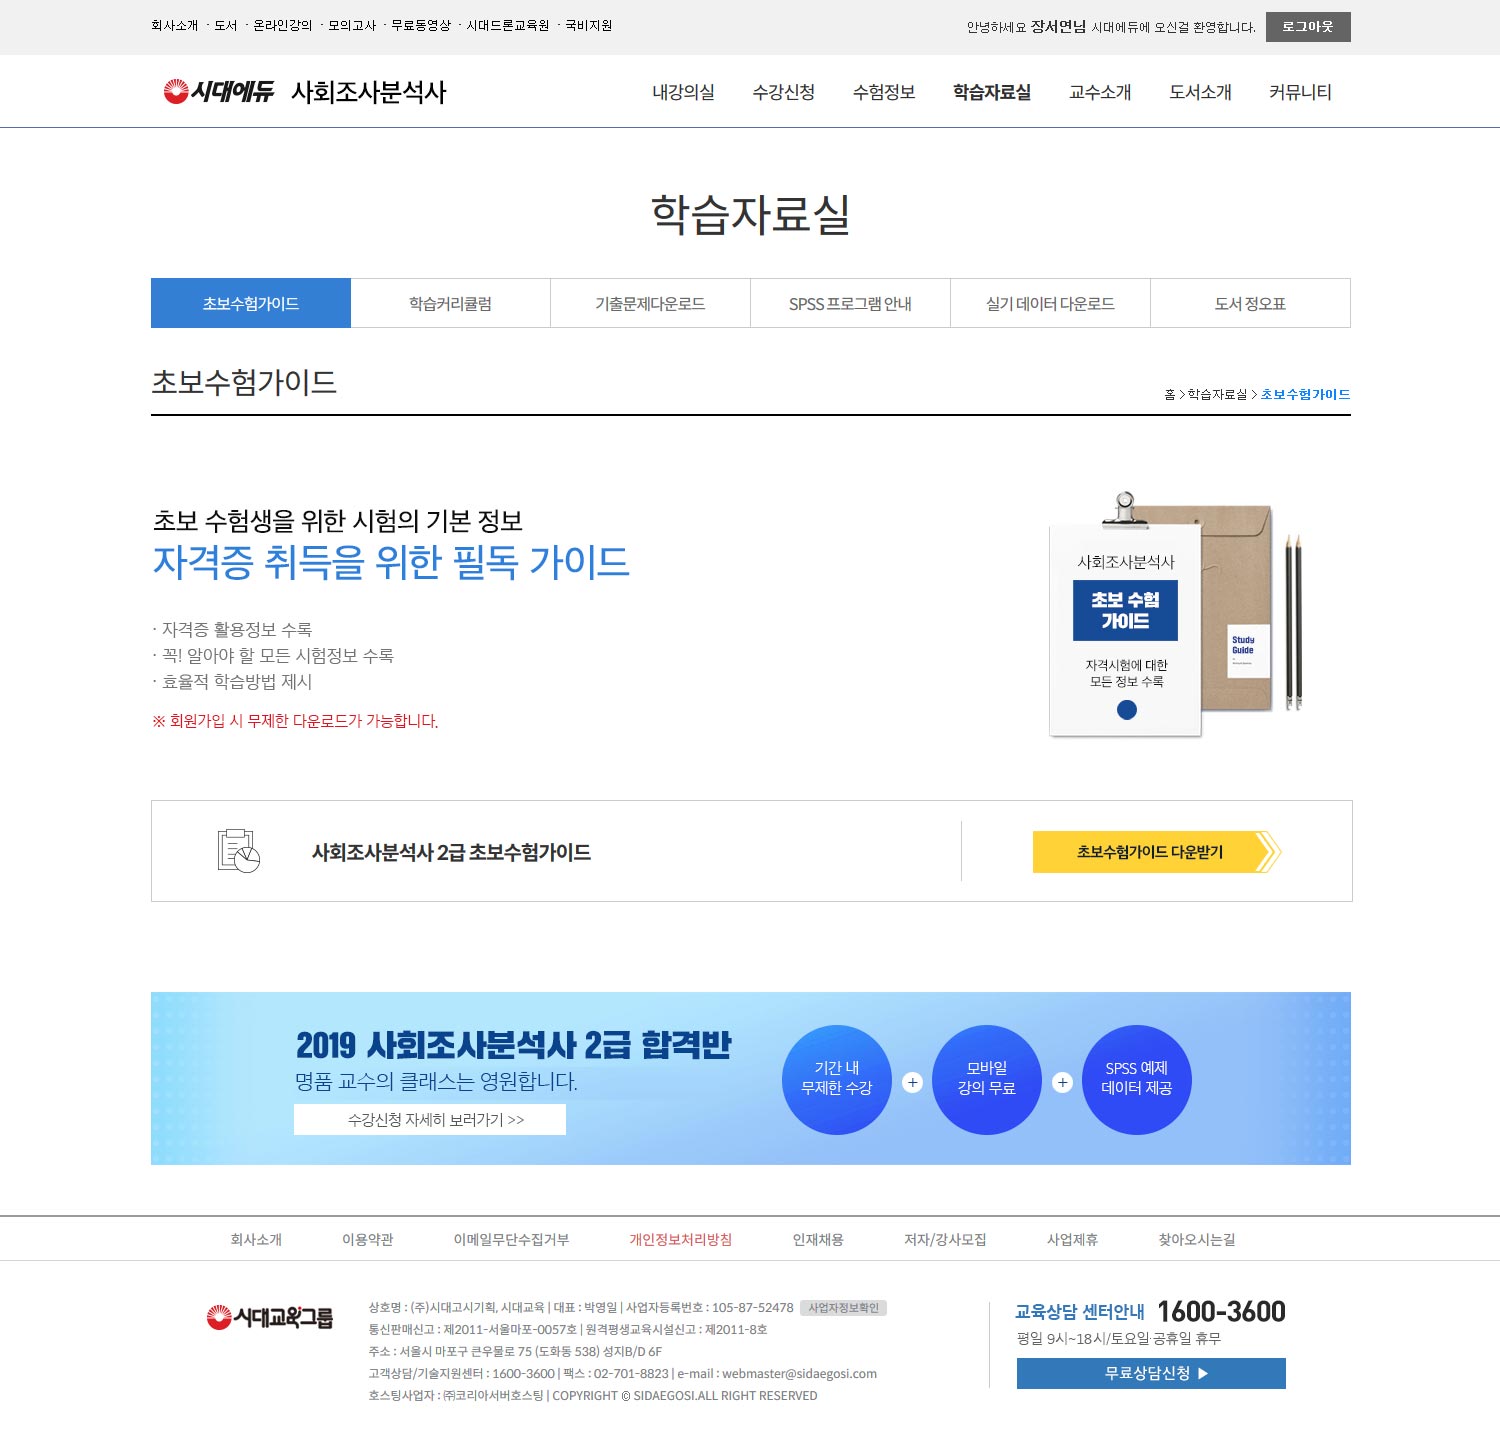 회사소개 · 도서 · 온라인강의 · 모의고사 · 무료동영상 · 시대드론교육원 · 국비지원
안녕하세요 장서연님 시대에듀에 오신걸 환영합니다. 로그아웃
시대에듀 사회조사분석사
내강의실 수강신청 수험정보 학습자료실 교수소개 도서소개 커뮤니티
학습자료실
초보수험가이드 학습커리큘럼 기출문제다운로드 SPSS 프로그램 안내 실기 데이터 다운로드 도서 정오표
초보수험가이드
홈 > 학습자료실 > 초보수험가이드
초보 수험생을 위한 시험의 기본 정보
자격증 취득을 위한 필독 가이드
· 자격증 활용정보 수록
· 꼭! 알아야 할 모든 시험정보 수록
· 효율적 학습방법 제시
※ 회원가입 시 무제한 다운로드가 가능합니다.
사회조사분석사
초보 수험
가이드
자격시험에 대한
모든 정보 수록
Study
Guide
사회조사분석사 2급 초보수험가이드
초보수험가이드 다운받기
2019 사회조사분석사 2급 합격반
명품 교수의 클래스는 영원합니다.
수강신청 자세히 보러가기 >>
기간 내
무제한 수강
+
모바일
강의 무료
+
SPSS 예제
데이터 제공
회사소개 이용약관 이메일무단수집거부 개인정보처리방침 인재채용 저자/강사모집 사업제휴 찾아오시는길
시대교육그룹
상호명 : (주)시대고시기획, 시대교육 | 대표 : 박영일 | 사업자등록번호 : 105-87-52478 사업자정보확인
통신판매신고 : 제2011-서울마포-0057호 | 원격평생교육시설신고 : 제2011-8호
주소 : 서울시 마포구 큰우물로 75 (도화동 538) 성지B/D 6F
고객상담/기술지원센터 : 1600-3600 | 팩스 : 02-701-8823 | e-mail : webmaster@sidaegosi.com
호스팅사업자 : ㈜코리아서버호스팅 | COPYRIGHT © SIDAEGOSI.ALL RIGHT RESERVED
교육상담 센터안내 1600-3600
평일 9시~18시/토요일·공휴일 휴무
무료상담신청 ▶